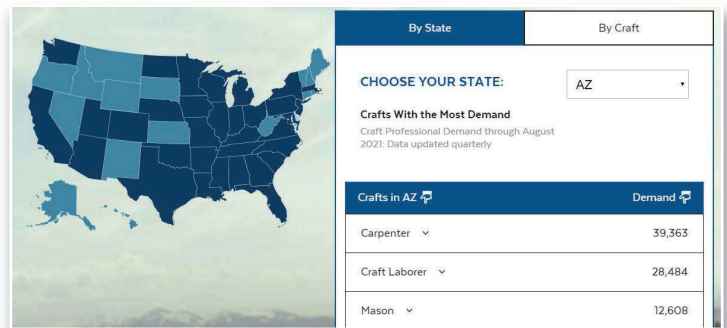 By State
By Craft
CHOOSE YOUR STATE:
AZ
Crafts With the Most Demand
Craft Professional Demand through August
2021: Data updated quarterly
Crafts in AZ
Demand
Carpenter
39,363
Craft Laborer
28,484
Mason
12,608